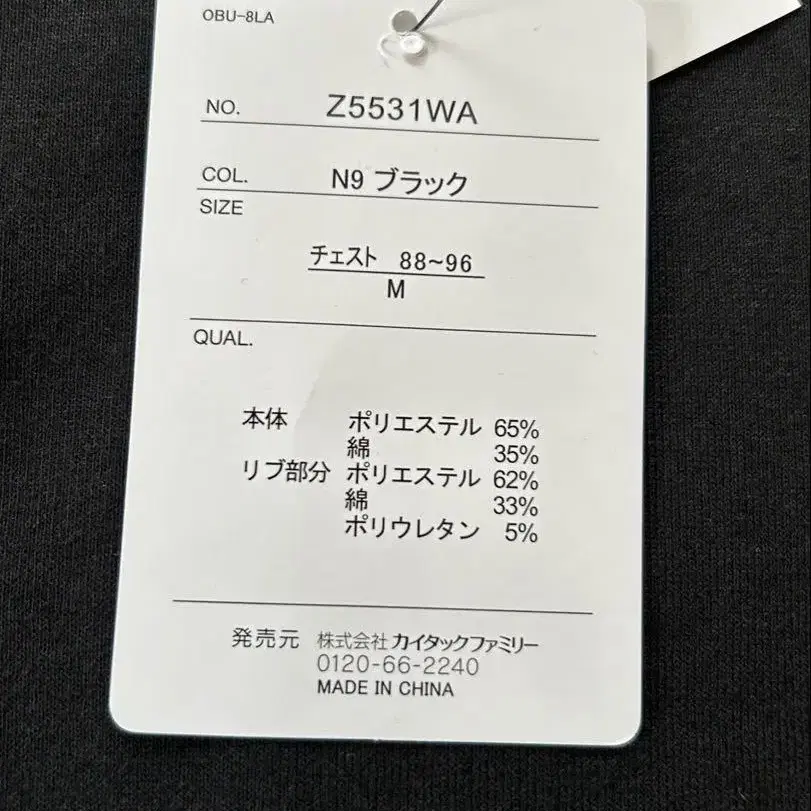 OBU-8LA
NO. Z5531WA
COL. N9 ブラック
SIZE
チェスト 88~96
M
QUAL.
本体 ポリエステル 65%
綿 35%
リブ部分 ポリエステル 62%
綿 33%
ポリウレタン 5%
発売元 株式会社 カイタックファミリー
0120-66-2240
MADE IN CHINA